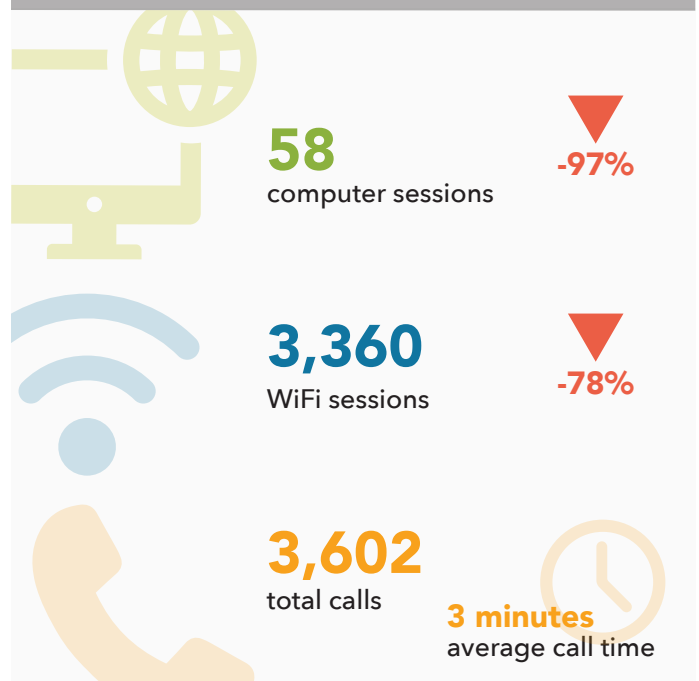 58
computer sessions
-97%
3,360
WiFi sessions
-78%
3,602
total calls
3 minutes
average call time